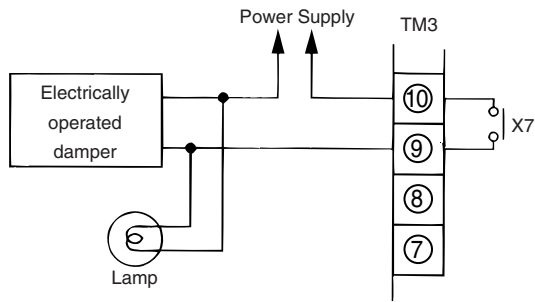 Power Supply
TM3
Electrically
operated
damper
10
X7
9
8
7
Lamp